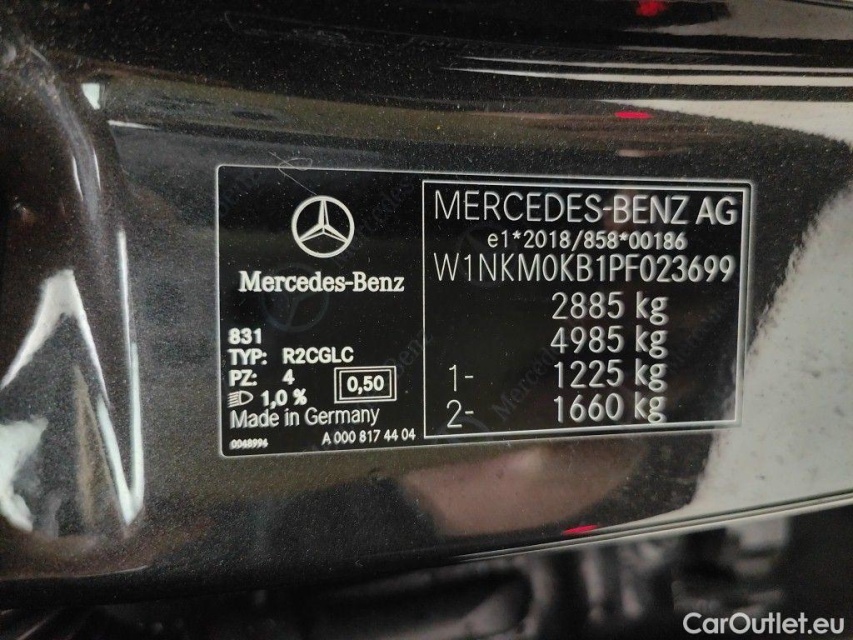 Mercedes-Benz
831
TYP: R2CGLC
PZ: 4
0,50
1,0 %
Made in Germany
0048994
A 000 817 44 04
MERCEDES-BENZ AG
e1*2018/858*00186
W1NKM0KB1PF023699
2885 kg
4985 kg
1- 1225 kg
2- 1660 kg
CarOutlet.eu